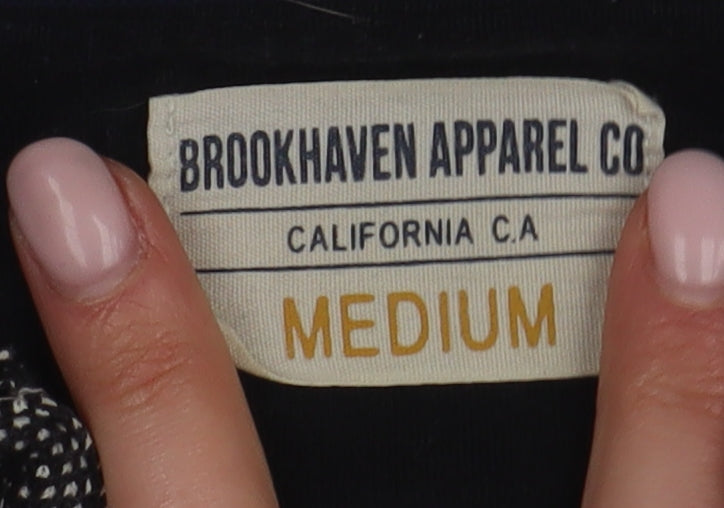 BROOKHAVEN APPAREL CO
CALIFORNIA C.A
MEDIUM